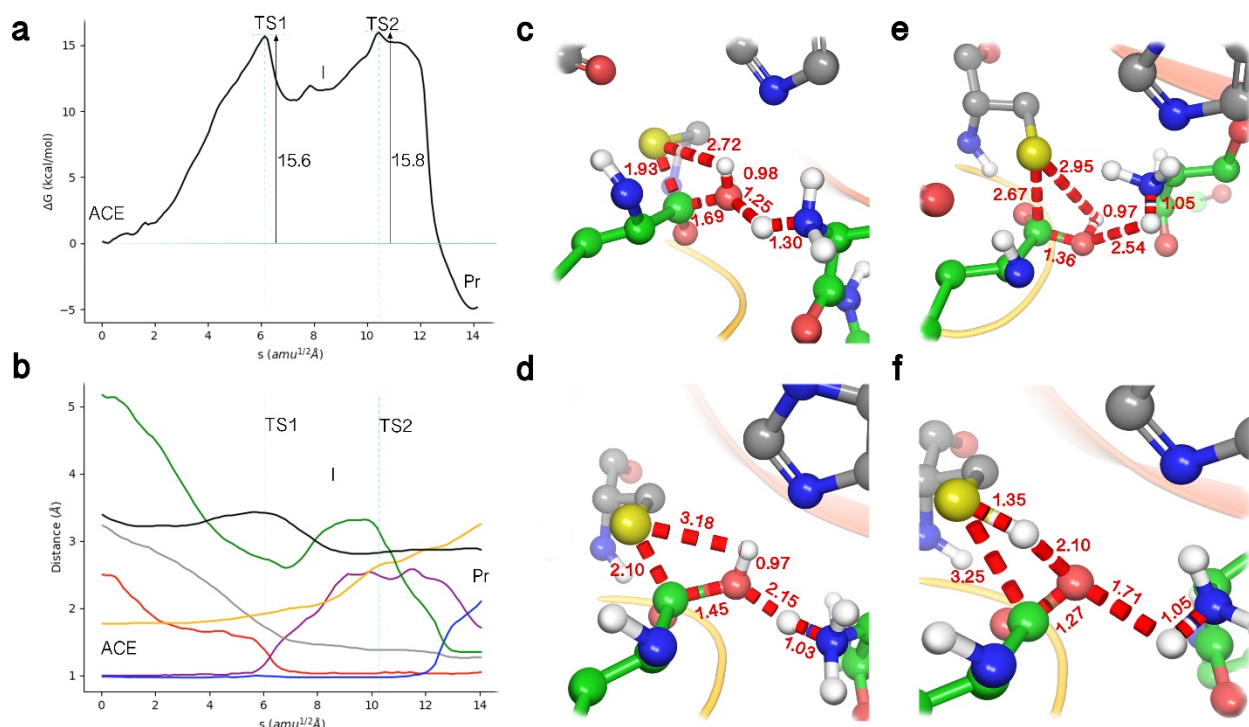 a
TS1
TS2
15
I
ΔG (kcal/mol)
10
15.6
15.8
5
ACE
0
Pr
−5
0 2 4 6 8 10 12 14
s (amu1/2Å)
b
5
TS1
TS2
I
4
Distance (Å)
3
Pr
2
ACE
1
0 2 4 6 8 10 12 14
s (amu1/2Å)
c
2.72
1.93
0.98
1.25
1.69
1.30
d
3.18
2.10
0.97
2.15
1.45
1.03
e
2.95
2.67
0.97
1.05
1.36
2.54
f
1.35
2.10
3.25
1.71
1.27
1.05